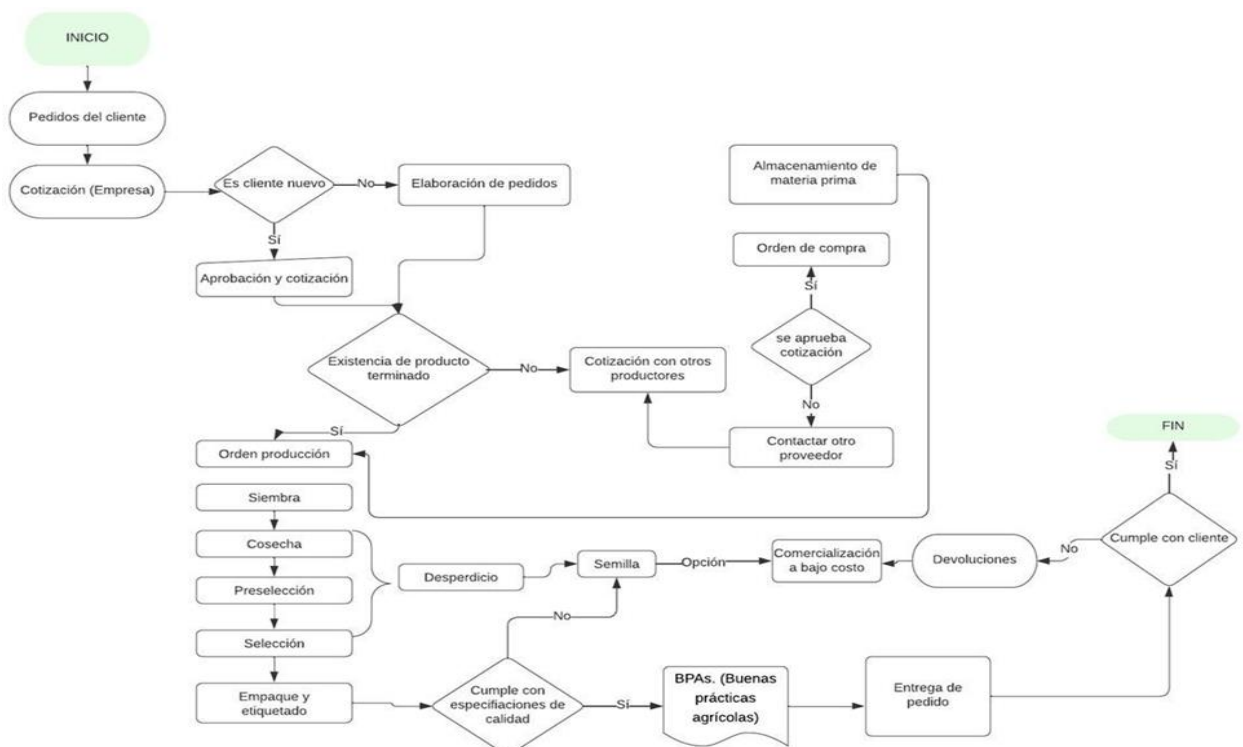 INICIO
Pedidos del cliente
Cotización (Empresa)
Es cliente nuevo
No
Elaboración de pedidos
Sí
Aprobación y cotización
Almacenamiento de
materia prima
Orden de compra
Sí
se aprueba
cotización
No
Contactar otro
proveedor
Existencia de producto
terminado
No
Cotización con otros
productores
Sí
Orden producción
Siembra
Cosecha
Preselección
Selección
Empaque y
etiquetado
Desperdicio
Semilla
Opción
Comercialización
a bajo costo
Devoluciones
No
Cumple con cliente
Sí
FIN
No
Cumple con
especifiaciones de
calidad
Sí
BPAs. (Buenas
prácticas
agrícolas)
Entrega de
pedido